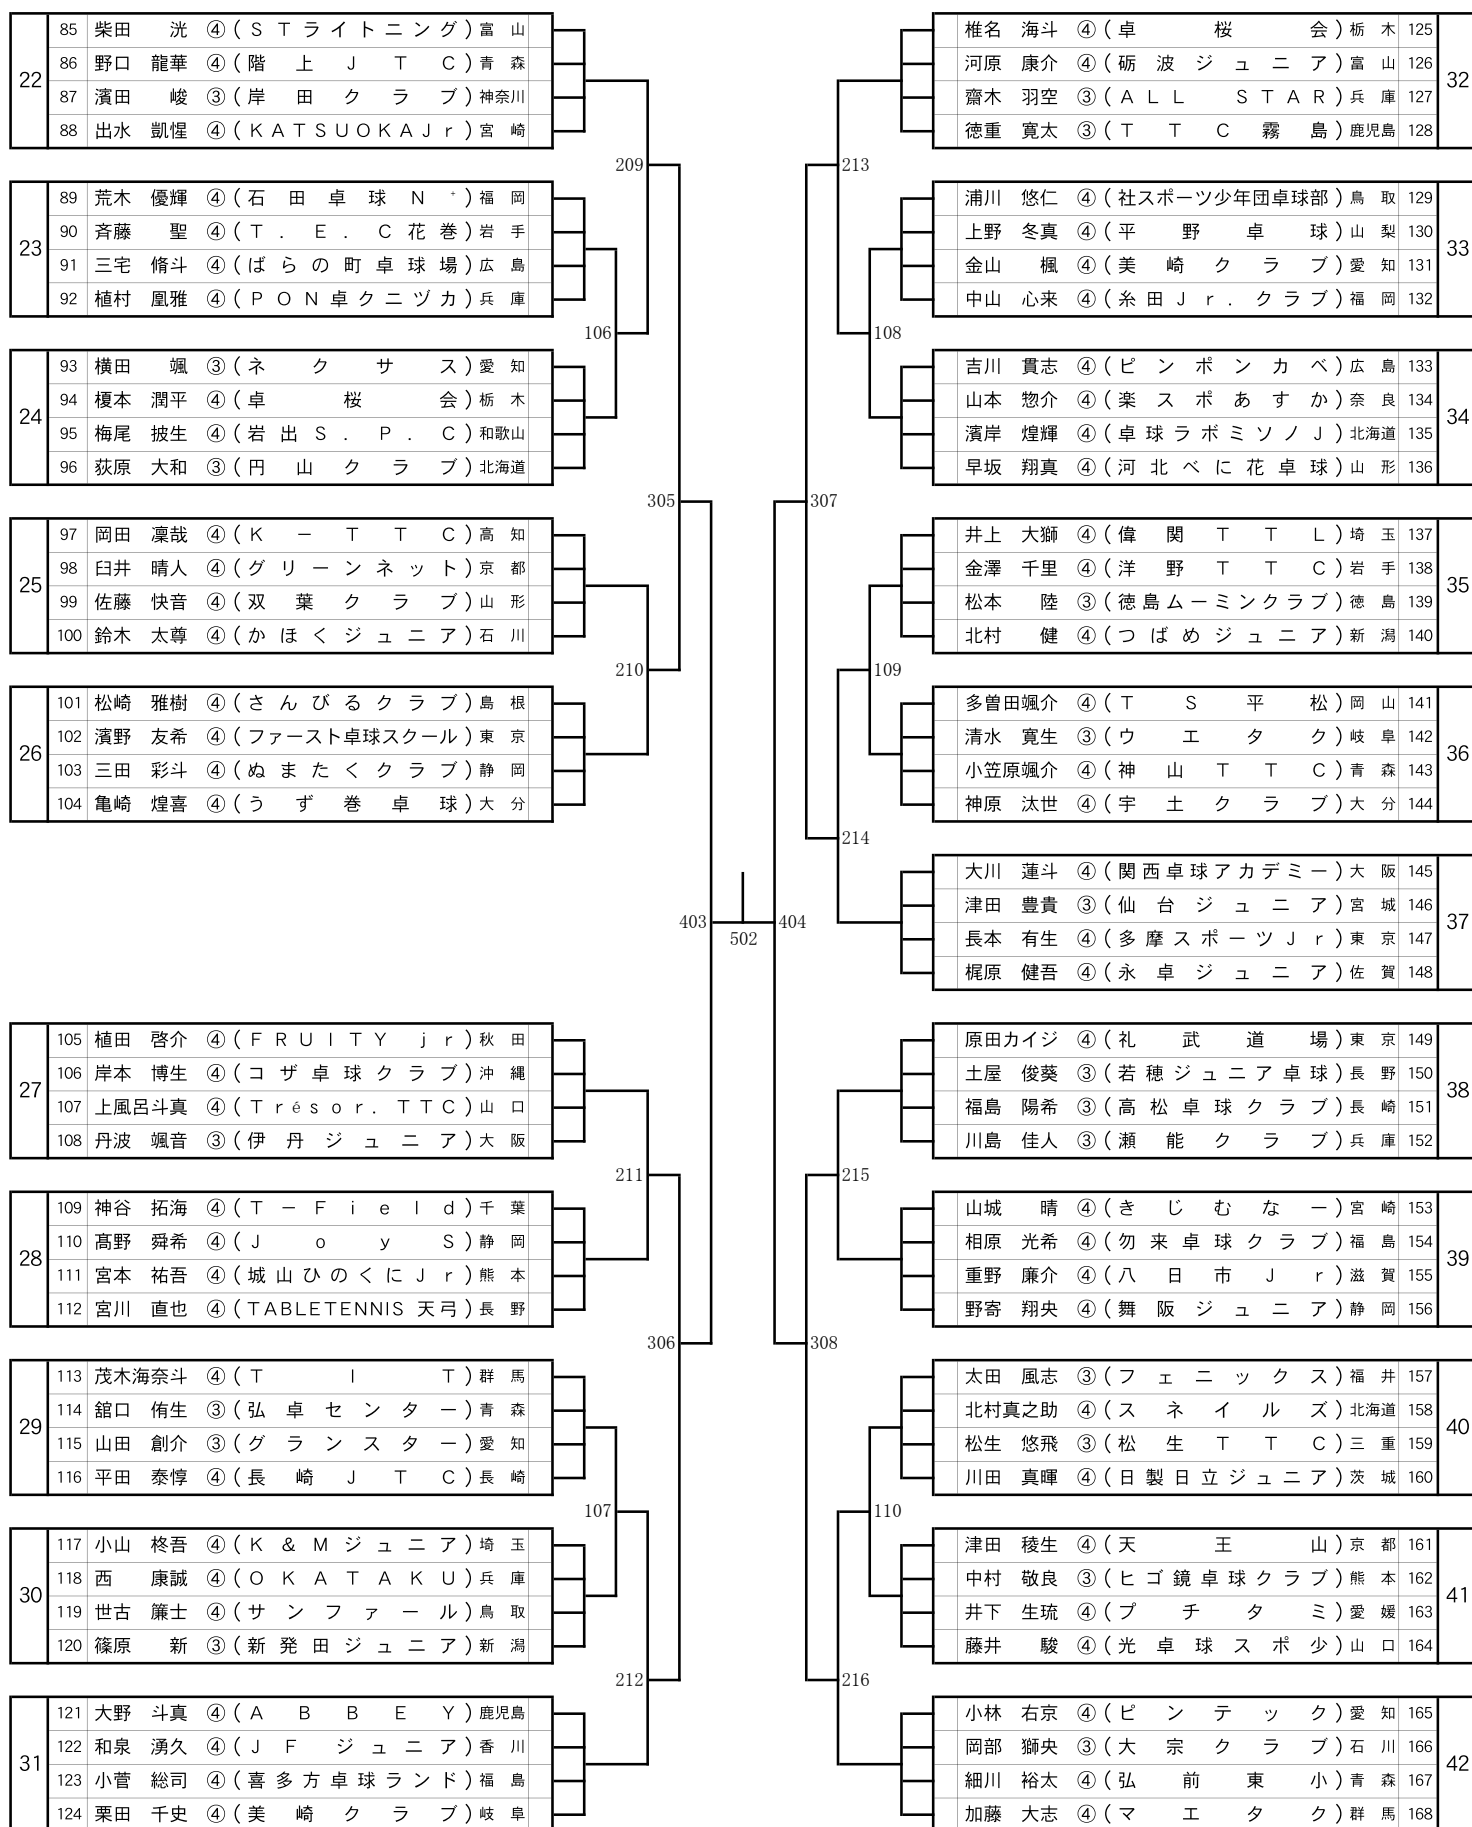 22
85 柴田 洸 ④(STライトニング)富山
86 野口 龍華 ④(階上JTC)青森
87 濱田 峻 ③(岸田クラブ)神奈川
88 出水 凱惺 ④(KATSUOKAJr)宮崎
209
23
89 荒木 優輝 ④(石田卓球N⁺)福岡
90 斉藤 聖 ④(T.E.C花巻)岩手
91 三宅 脩斗 ④(ばらの町卓球場)広島
92 植村 凰雅 ④(PON卓クニヅカ)兵庫
106
24
93 横田 颯 ③(ネクサス)愛知
94 榎本 潤平 ④(卓桜会)栃木
95 梅尾 披生 ④(岩出S.P.C)和歌山
96 荻原 大和 ③(円山クラブ)北海道
305
25
97 岡田 凜哉 ④(K-TTC)高知
98 臼井 晴人 ④(グリーンネット)京都
99 佐藤 快音 ④(双葉クラブ)山形
100 鈴木 太尊 ④(かほくジュニア)石川
210
26
101 松崎 雅樹 ④(さんびるクラブ)島根
102 濱野 友希 ④(ファースト卓球スクール)東京
103 三田 彩斗 ④(ぬまたくクラブ)静岡
104 亀崎 煌喜 ④(うず巻卓球)大分
403
502
404
27
105 植田 啓介 ④(FRUITY jr)秋田
106 岸本 博生 ④(コザ卓球クラブ)沖縄
107 上風呂斗真 ④(Trésor.TTC)山口
108 丹波 颯音 ③(伊丹ジュニア)大阪
211
28
109 神谷 拓海 ④(T-Field)千葉
110 髙野 舜希 ④(JoyS)静岡
111 宮本 祐吾 ④(城山ひのくにJr)熊本
112 宮川 直也 ④(TABLETENNIS 天弓)長野
306
29
113 茂木海奈斗 ④(TIT)群馬
114 舘口 侑生 ③(弘卓センター)青森
115 山田 創介 ③(グランスター)愛知
116 平田 泰惇 ④(長崎JTC)長崎
107
30
117 小山 柊吾 ④(K&Mジュニア)埼玉
118 西 康誠 ④(OKATAKU)兵庫
119 世古 簾士 ④(サンファール)鳥取
120 篠原 新 ③(新発田ジュニア)新潟
212
31
121 大野 斗真 ④(ABBEY)鹿児島
122 和泉 湧久 ④(JFジュニア)香川
123 小菅 総司 ④(喜多方卓球ランド)福島
124 栗田 千史 ④(美崎クラブ)岐阜
椎名 海斗 ④(卓桜会)栃木 125
河原 康介 ④(砺波ジュニア)富山 126
齋木 羽空 ③(ALL STAR)兵庫 127
徳重 寛太 ③(TTC霧島)鹿児島 128
32
213
浦川 悠仁 ④(社スポーツ少年団卓球部)鳥取 129
上野 冬真 ④(平野卓球)山梨 130
金山 楓 ④(美崎クラブ)愛知 131
中山 心来 ④(糸田Jr.クラブ)福岡 132
33
108
吉川 貫志 ④(ピンポンカベ)広島 133
山本 惣介 ④(楽スポあすか)奈良 134
濱岸 煌輝 ④(卓球ラボミソノJ)北海道 135
早坂 翔真 ④(河北べに花卓球)山形 136
34
307
井上 大獅 ④(偉関TTL)埼玉 137
金澤 千里 ④(洋野TTC)岩手 138
松本 陸 ③(徳島ムーミンクラブ)徳島 139
北村 健 ④(つばめジュニア)新潟 140
35
109
多曽田颯介 ④(TS平松)岡山 141
清水 寛生 ③(ウエタク)岐阜 142
小笠原颯介 ④(神山TTC)青森 143
神原 汰世 ④(宇土クラブ)大分 144
36
214
大川 蓮斗 ④(関西卓球アカデミー)大阪 145
津田 豊貴 ③(仙台ジュニア)宮城 146
長本 有生 ④(多摩スポーツJr)東京 147
梶原 健吾 ④(永卓ジュニア)佐賀 148
37
原田カイジ ④(礼武道場)東京 149
土屋 俊葵 ③(若穂ジュニア卓球)長野 150
福島 陽希 ③(高松卓球クラブ)長崎 151
川島 佳人 ③(瀬能クラブ)兵庫 152
38
215
山城 晴 ④(きじむなー)宮崎 153
相原 光希 ④(勿来卓球クラブ)福島 154
重野 廉介 ④(八日市Jr)滋賀 155
野寄 翔央 ④(舞阪ジュニア)静岡 156
39
308
太田 風志 ③(フェニックス)福井 157
北村真之助 ④(スネイルズ)北海道 158
松生 悠飛 ③(松生TTC)三重 159
川田 真暉 ④(日製日立ジュニア)茨城 160
40
110
津田 稜生 ④(天王山)京都 161
中村 敬良 ③(ヒゴ鏡卓球クラブ)熊本 162
井下 生琉 ④(プチタミ)愛媛 163
藤井 駿 ④(光卓球スポ少)山口 164
41
216
小林 右京 ④(ピンテック)愛知 165
岡部 獅央 ③(大宗クラブ)石川 166
細川 裕太 ④(弘前東小)青森 167
加藤 大志 ④(マエタク)群馬 168
42